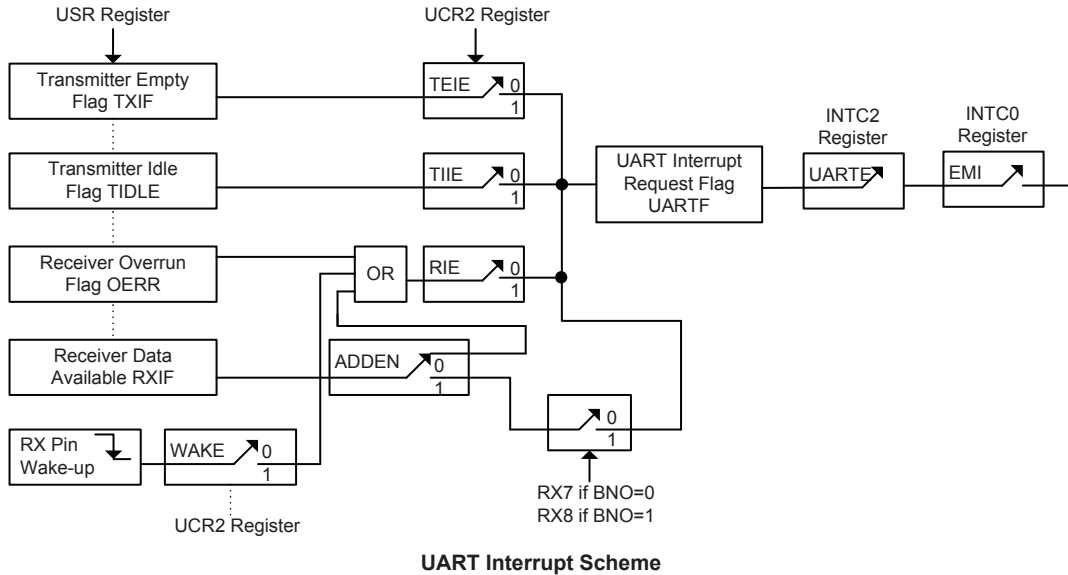 USR Register
UCR2 Register
Transmitter Empty
Flag TXIF
TEIE
0
1
INTC2
Register
INTC0
Register
Transmitter Idle
Flag TIDLE
TIIE
0
1
UART Interrupt
Request Flag
UARTF
UARTE
EMI
Receiver Overrun
Flag OERR
OR
RIE
0
1
Receiver Data
Available RXIF
ADDEN
0
1
0
1
RX Pin
Wake-up
WAKE
0
1
RX7 if BNO=0
RX8 if BNO=1
UCR2 Register
UART Interrupt Scheme